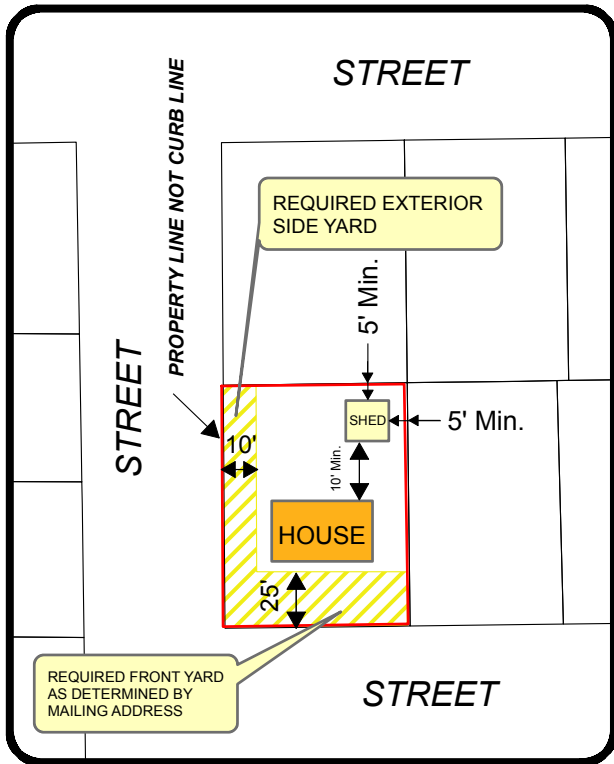 STREET
PROPERTY LINE NOT CURB LINE
REQUIRED EXTERIOR
SIDE YARD
5' Min.
STREET
SHED
5' Min.
10'
10' Min.
HOUSE
25'
REQUIRED FRONT YARD
AS DETERMINED BY
MAILING ADDRESS
STREET